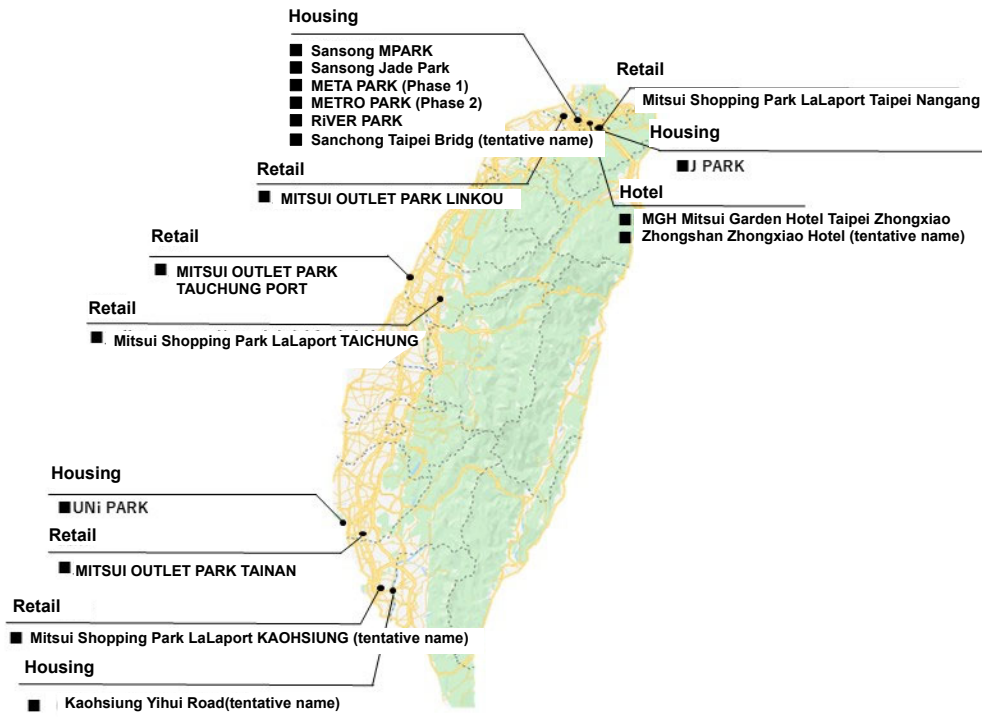 Housing
■ Sansong MPARK
■ Sansong Jade Park
■ META PARK (Phase 1)
■ METRO PARK (Phase 2)
■ RiVER PARK
■ Sanchong Taipei Bridg (tentative name)
Retail
Mitsui Shopping Park LaLaport Taipei Nangang
Housing
■J PARK
Retail
■ MITSUI OUTLET PARK LINKOU
Hotel
■ MGH Mitsui Garden Hotel Taipei Zhongxiao
■ Zhongshan Zhongxiao Hotel (tentative name)
Retail
■ MITSUI OUTLET PARK
TAUCHUNG PORT
Retail
■ Mitsui Shopping Park LaLaport TAICHUNG
Housing
■UNi PARK
Retail
■MITSUI OUTLET PARK TAINAN
Retail
■ Mitsui Shopping Park LaLaport KAOHSIUNG (tentative name)
Housing
■ Kaohsiung Yihui Road(tentative name)